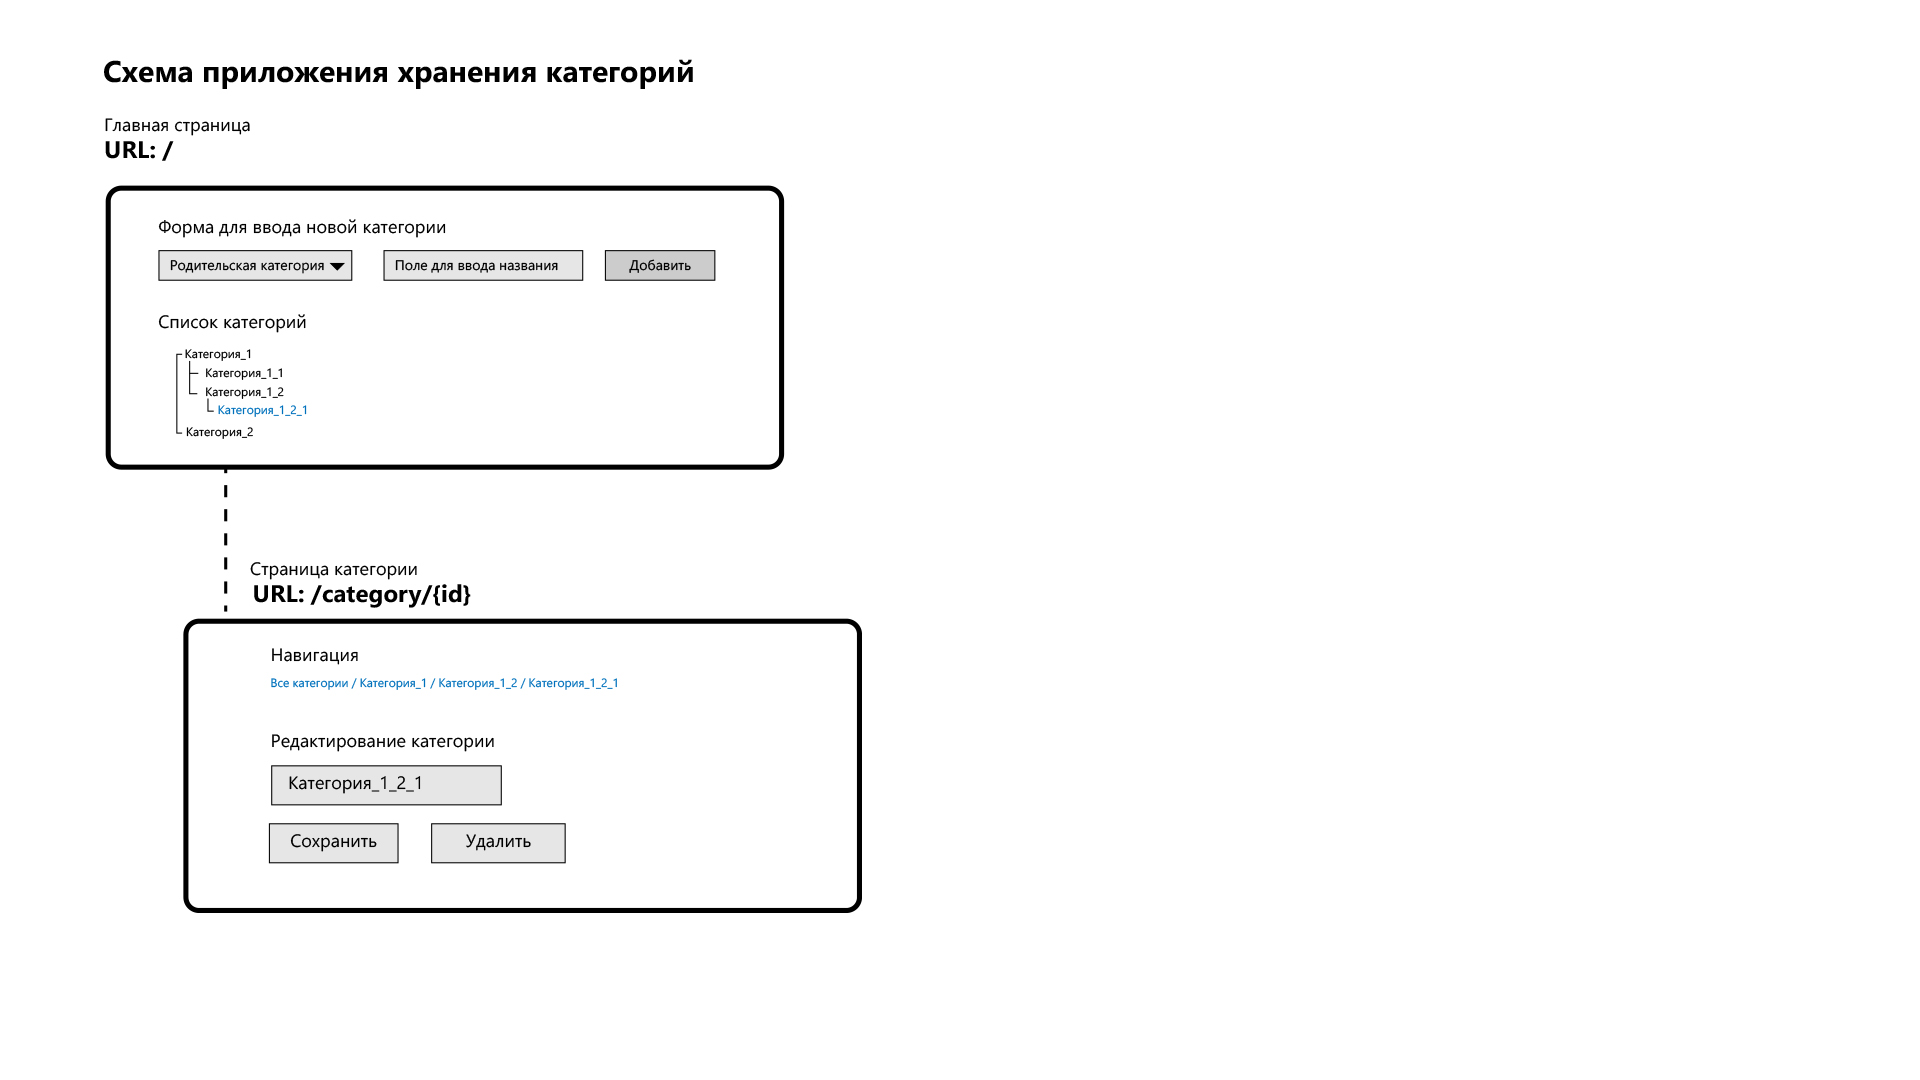 Схема приложения хранения категорий
Главная страница
URL: /
Форма для ввода новой категории
Родительская категория Поле для ввода названия Добавить
Список категорий
Категория_1
Категория_1_1
Категория_1_2
Категория_1_2_1
Категория_2
Страница категории
URL: /category/{id}
Навигация
Все категории / Категория_1 / Категория_1_2 / Категория_1_2_1
Редактирование категории
Категория_1_2_1
Сохранить Удалить